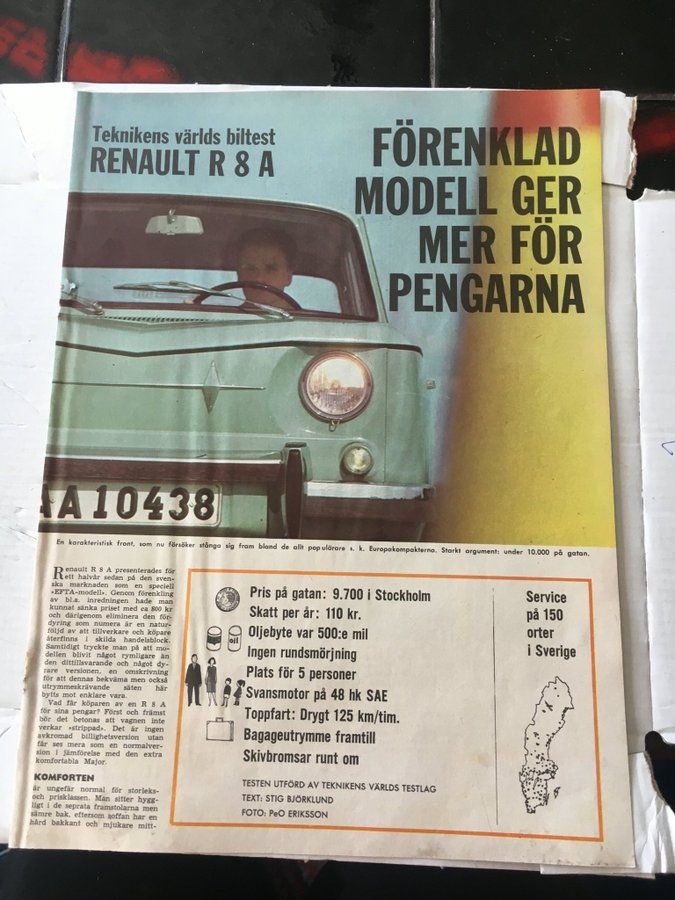 Teknikens världs biltest
RENAULT R 8 A
FÖRENKLAD
MODELL GER
MER FÖR
PENGARNA
AA10438
En karakteristisk front, som nu försöker stånga sig fram bland de allt populärare s. k. Europakompakterna. Starkt argument: under 10.000 på gatan.
Renault R 8 A presenterades för
ett halvår sedan på den sven-
ska marknaden som en speciell
»EFTA-modell». Genom förenkling
av bl.a. inredningen hade man
kunnat sänka priset med ca 800 kr
och därigenom eliminera den för-
dyring som numera är en natur-
följd av att tillverkare och köpare
återfinns i skilda handelsblock.
Samtidigt tryckte man på att mo-
dellen blivit något rymligare än
den dittillsvarande och något dy-
rare versionen, en omskrivning
för att dennas bekväma men också
utrymmeskrävande säten här
bytts mot enklare vara.
Vad får köparen av en R 8 A
för sina pengar? Först och främst
bör det betonas att vagnen inte
verkar »strippad». Det är ingen
avkromad billighetsversion utan
får ses mera som en normalver-
sion i jämförelse med den extra
komfortabla Major.
KOMFORTEN
är ungefär normal för storleks-
och prisklassen. Man sitter hygg-
ligt i de seprata framstolarna men
sämre bak, eftersom soffan har en
hård bakkant och mjukare mitt-
Pris på gatan: 9.700 i Stockholm
Skatt per år: 110 kr.
oil
Oljebyte var 500:e mil
Ingen rundsmörjning
Plats för 5 personer
Svansmotor på 48 hk SAE
Toppfart: Drygt 125 km/tim.
Bagageutrymme framtill
Skivbromsar runt om
TESTEN UTFÖRD AV TEKNIKENS VÄRLDS TESTLAG
TEXT: STIG BJÖRKLUND
FOTO: PeO ERIKSSON
Service
på 150
orter
i Sverige